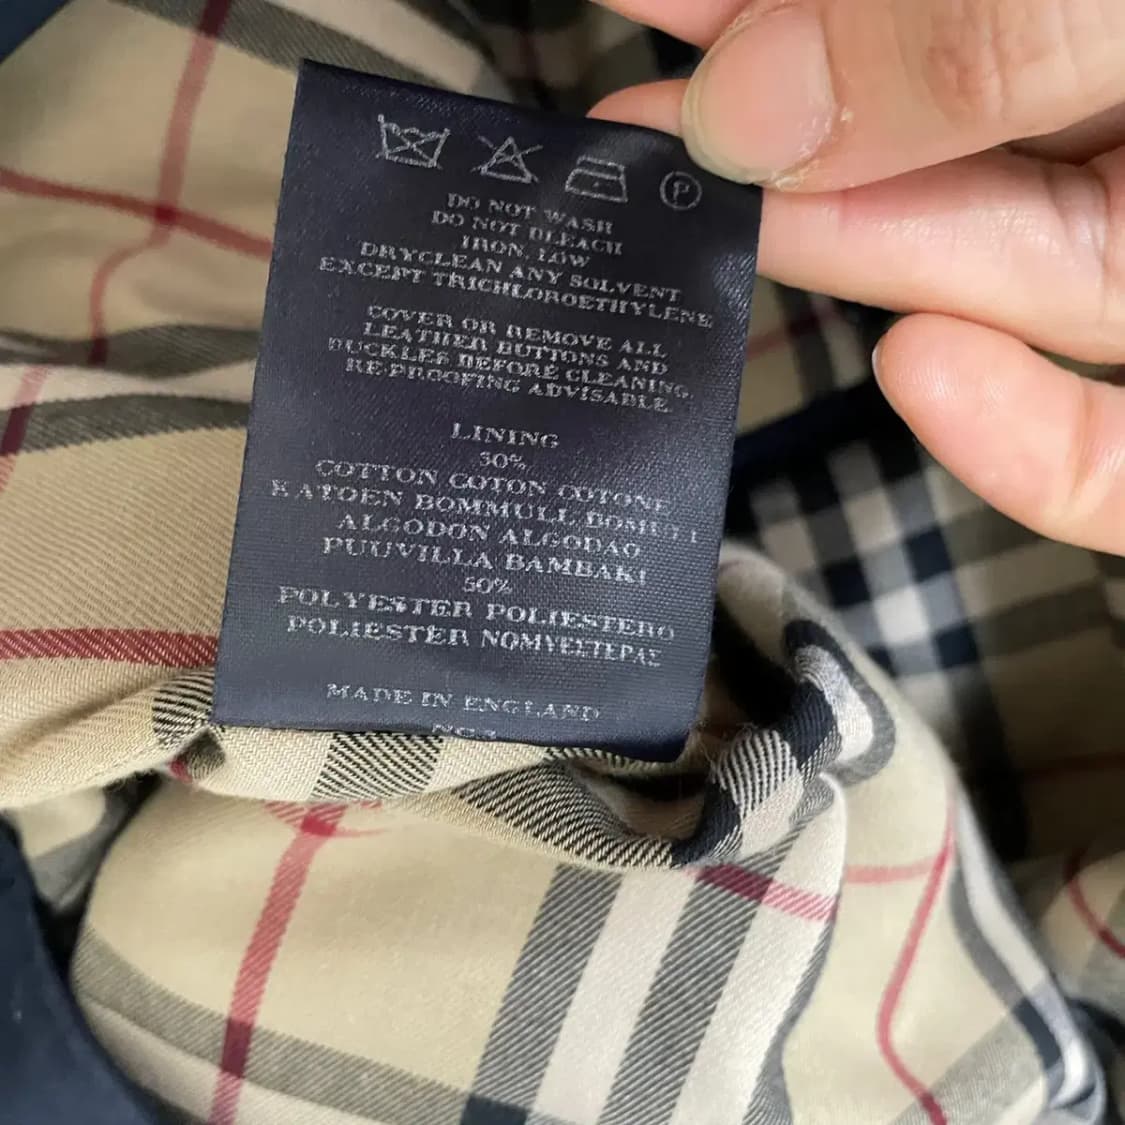 P
DO NOT WASH
DO NOT BLEACH
IRON, LOW
DRYCLEAN ANY SOLVENT
EXCEPT TRICHLOROETHYLENE
COVER OR REMOVE ALL
LEATHER BUTTONS AND
BUCKLES BEFORE CLEANING.
RE-PROOFING ADVISABLE
LINING
50%
COTTON COTON COTONE
KATOEN BOMMULL
ALGODON ALGODAO
PUUVILLA BAMBAKI
50%
POLYESTER POLIESTERO
POLIESTER
MADE IN ENGLAND